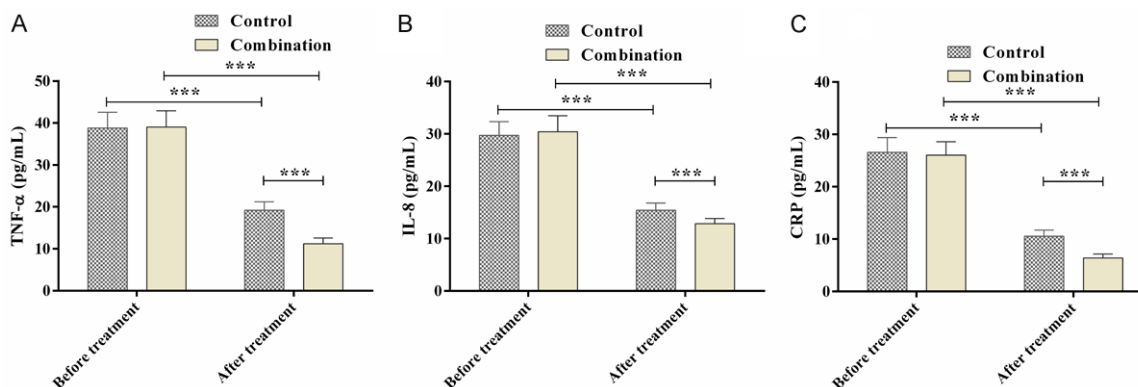 A
Control
Combination
***
***
***
TNF-α (pg/mL)
50
40
30
20
10
0
Before treatment
After treatment
B
Control
Combination
***
***
***
IL-8 (pg/mL)
40
30
20
10
0
Before treatment
After treatment
C
Control
Combination
***
***
***
CRP (pg/mL)
40
30
20
10
0
Before treatment
After treatment